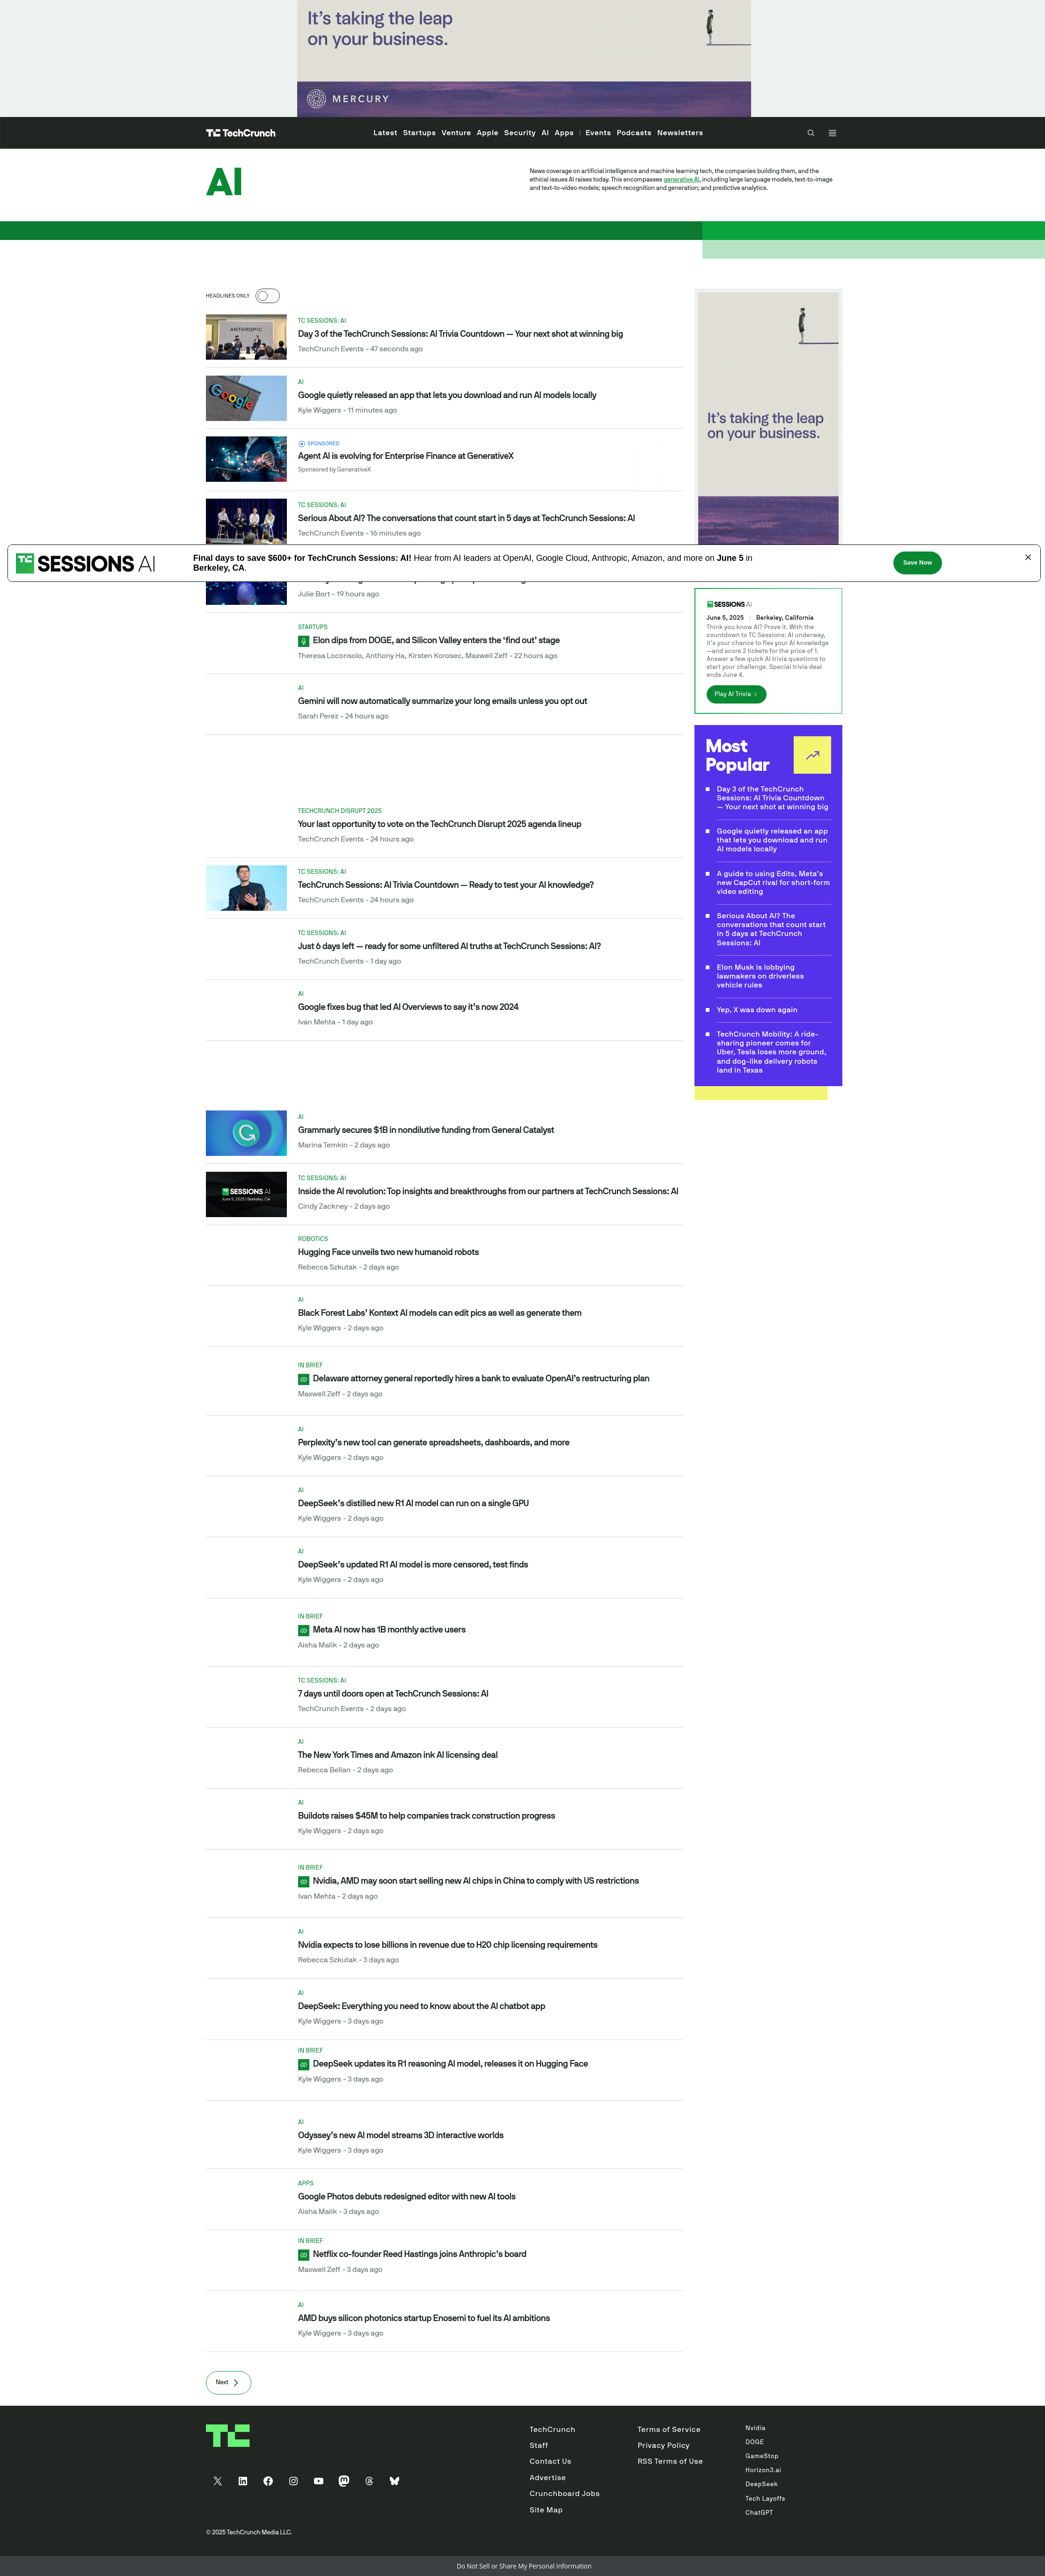 It's taking the leap
on your business.
MERCURY
TechCrunch
Latest Startups Venture Apple Security AI Apps | Events Podcasts Newsletters
AI
News coverage on artificial intelligence and machine learning tech, the companies building them, and the
ethical issues AI raises today. This encompasses generative AI, including large language models, text-to-image
and text-to-video models; speech recognition and generation; and predictive analytics.
HEADLINES ONLY
ANTHROPIC
TC SESSIONS: AI
Day 3 of the TechCrunch Sessions: AI Trivia Countdown — Your next shot at winning big
TechCrunch Events - 47 seconds ago
Google
AI
Google quietly released an app that lets you download and run AI models locally
Kyle Wiggers - 11 minutes ago
SPONSORED
Agent AI is evolving for Enterprise Finance at GenerativeX
Sponsored by GenerativeX
TC SESSIONS: AI
Serious About AI? The conversations that count start in 5 days at TechCrunch Sessions: AI
TechCrunch Events - 16 minutes ago
It's taking the leap
on your business.
TC SESSIONS AI
Final days to save $600+ for TechCrunch Sessions: AI! Hear from AI leaders at OpenAI, Google Cloud, Anthropic, Amazon, and more on June 5 in
Berkeley, CA.
Save Now
Julie Bort - 19 hours ago
STARTUPS
Elon dips from DOGE, and Silicon Valley enters the ‘find out’ stage
Theresa Loconsolo, Anthony Ha, Kirsten Korosec, Maxwell Zeff - 22 hours ago
AI
Gemini will now automatically summarize your long emails unless you opt out
Sarah Perez - 24 hours ago
TECHCRUNCH DISRUPT 2025
Your last opportunity to vote on the TechCrunch Disrupt 2025 agenda lineup
TechCrunch Events - 24 hours ago
TC SESSIONS: AI
TechCrunch Sessions: AI Trivia Countdown — Ready to test your AI knowledge?
TechCrunch Events - 24 hours ago
TC SESSIONS: AI
Just 6 days left — ready for some unfiltered AI truths at TechCrunch Sessions: AI?
TechCrunch Events - 1 day ago
AI
Google fixes bug that led AI Overviews to say it’s now 2024
Ivan Mehta - 1 day ago
SESSIONS AI
June 5, 2025 | Berkeley, California
Think you know AI? Prove it. With the
countdown to TC Sessions: AI underway,
it's your chance to flex your AI knowledge
—and score 2 tickets for the price of 1.
Answer a few quick AI trivia questions to
start your challenge. Special trivia deal
ends June 4.
Play AI Trivia
Most
Popular
Day 3 of the TechCrunch
Sessions: AI Trivia Countdown
— Your next shot at winning big
Google quietly released an app
that lets you download and run
AI models locally
A guide to using Edits, Meta’s
new CapCut rival for short-form
video editing
Serious About AI? The
conversations that count start
in 5 days at TechCrunch
Sessions: AI
Elon Musk is lobbying
lawmakers on driverless
vehicle rules
Yep, X was down again
TechCrunch Mobility: A ride-
sharing pioneer comes for
Uber, Tesla loses more ground,
and dog-like delivery robots
land in Texas
AI
Grammarly secures $1B in nondilutive funding from General Catalyst
Marina Temkin - 2 days ago
SESSIONS AI
June 5, 2025 | Berkeley, CA
TC SESSIONS: AI
Inside the AI revolution: Top insights and breakthroughs from our partners at TechCrunch Sessions: AI
Cindy Zackney - 2 days ago
ROBOTICS
Hugging Face unveils two new humanoid robots
Rebecca Szkutak - 2 days ago
AI
Black Forest Labs’ Kontext AI models can edit pics as well as generate them
Kyle Wiggers - 2 days ago
IN BRIEF
Delaware attorney general reportedly hires a bank to evaluate OpenAI’s restructuring plan
Maxwell Zeff - 2 days ago
AI
Perplexity’s new tool can generate spreadsheets, dashboards, and more
Kyle Wiggers - 2 days ago
AI
DeepSeek’s distilled new R1 AI model can run on a single GPU
Kyle Wiggers - 2 days ago
AI
DeepSeek’s updated R1 AI model is more censored, test finds
Kyle Wiggers - 2 days ago
IN BRIEF
Meta AI now has 1B monthly active users
Aisha Malik - 2 days ago
TC SESSIONS: AI
7 days until doors open at TechCrunch Sessions: AI
TechCrunch Events - 2 days ago
AI
The New York Times and Amazon ink AI licensing deal
Rebecca Bellan - 2 days ago
AI
Buildots raises $45M to help companies track construction progress
Kyle Wiggers - 2 days ago
IN BRIEF
Nvidia, AMD may soon start selling new AI chips in China to comply with US restrictions
Ivan Mehta - 2 days ago
AI
Nvidia expects to lose billions in revenue due to H20 chip licensing requirements
Rebecca Szkutak - 3 days ago
AI
DeepSeek: Everything you need to know about the AI chatbot app
Kyle Wiggers - 3 days ago
IN BRIEF
DeepSeek updates its R1 reasoning AI model, releases it on Hugging Face
Kyle Wiggers - 3 days ago
AI
Odyssey’s new AI model streams 3D interactive worlds
Kyle Wiggers - 3 days ago
APPS
Google Photos debuts redesigned editor with new AI tools
Aisha Malik - 3 days ago
IN BRIEF
Netflix co-founder Reed Hastings joins Anthropic’s board
Maxwell Zeff - 3 days ago
AI
AMD buys silicon photonics startup Enosemi to fuel its AI ambitions
Kyle Wiggers - 3 days ago
Next
TechCrunch
Staff
Contact Us
Advertise
Crunchboard Jobs
Site Map
Terms of Service
Privacy Policy
RSS Terms of Use
Nvidia
DOGE
GameStop
Horizon3.ai
DeepSeek
Tech Layoffs
ChatGPT
© 2025 TechCrunch Media LLC.
Do Not Sell or Share My Personal Information